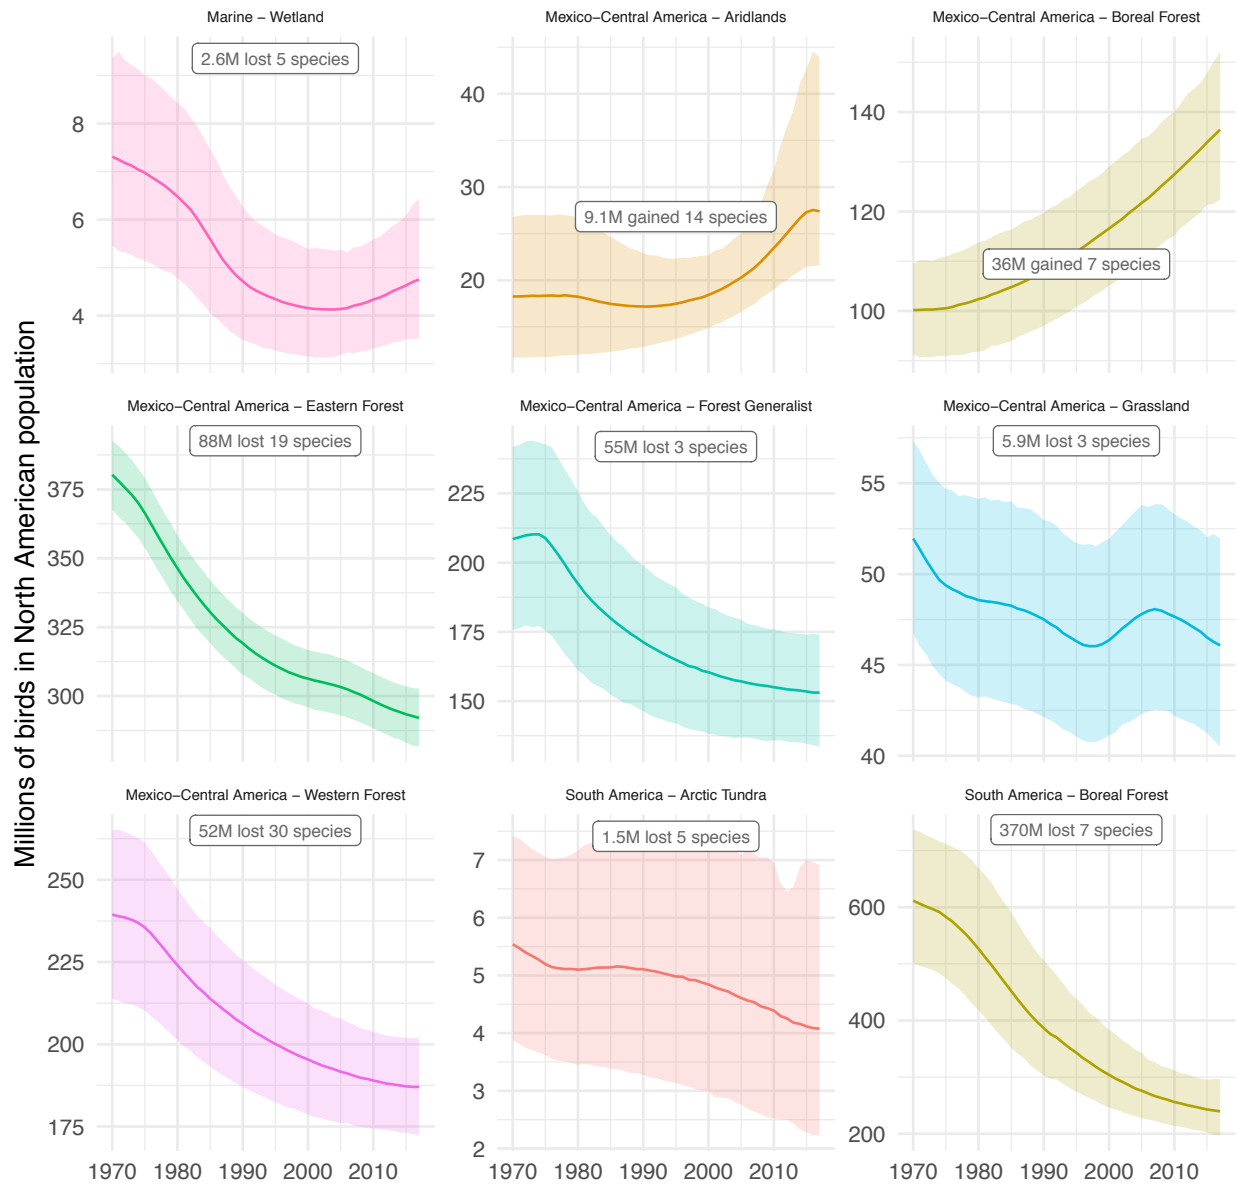 Millions of birds in North American population
Marine – Wetland
2.6M lost 5 species
8
6
4
Mexico–Central America – Aridlands
9.1M gained 14 species
40
30
20
Mexico–Central America – Boreal Forest
36M gained 7 species
140
120
100
Mexico–Central America – Eastern Forest
88M lost 19 species
375
350
325
300
Mexico–Central America – Forest Generalist
55M lost 3 species
225
200
175
150
Mexico–Central America – Grassland
5.9M lost 3 species
55
50
45
40
Mexico–Central America – Western Forest
52M lost 30 species
250
225
200
175
1970 1980 1990 2000 2010
South America – Arctic Tundra
1.5M lost 5 species
7
6
5
4
3
2
1970 1980 1990 2000 2010
South America – Boreal Forest
370M lost 7 species
600
400
200
1970 1980 1990 2000 2010